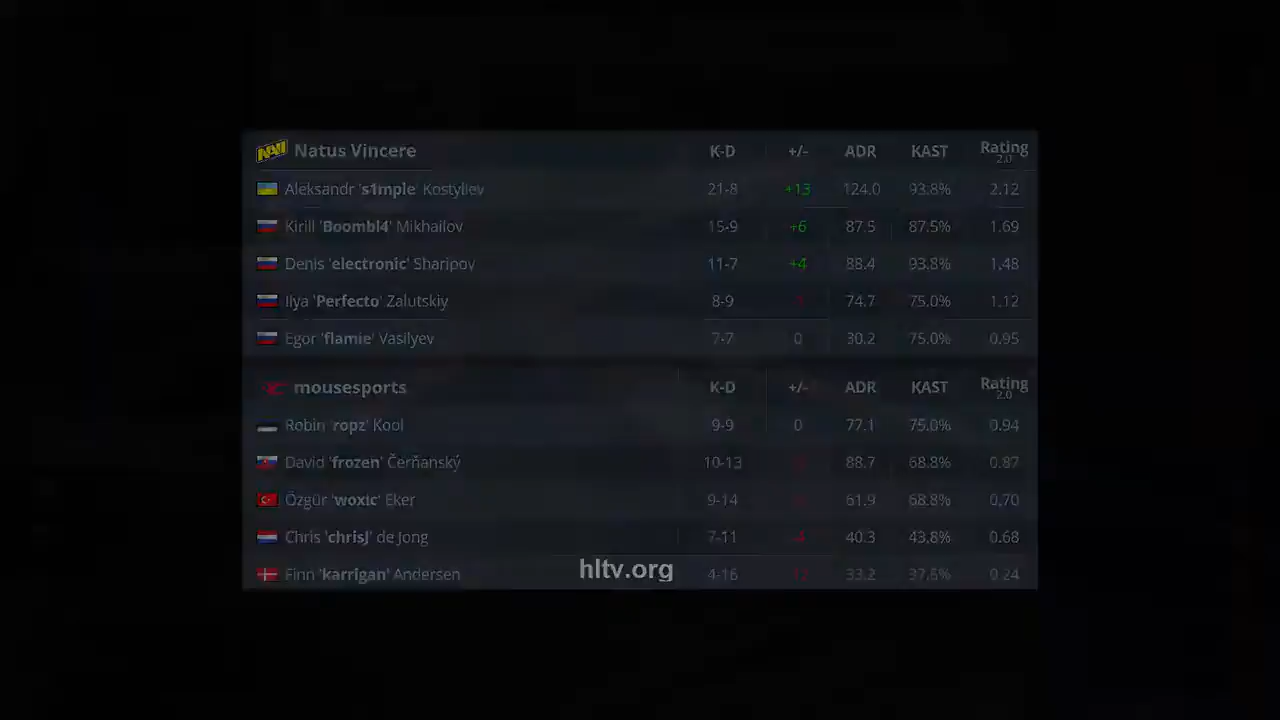 Natus Vincere K-D +/- ADR KAST Rating 2.0
Aleksandr 's1mple' Kostyliev 21-8 +13 124.0 93.8% 2.12
Kirill 'Boombl4' Mikhailov 15-9 +6 87.5 87.5% 1.69
Denis 'electronic' Sharipov 11-7 +4 88.4 93.8% 1.48
Ilya 'Perfecto' Zalutskiy 8-9 74.7 75.0% 1.12
Egor 'flamie' Vasilyev 7-7 0 30.2 75.0% 0.95
mousesports K-D +/- ADR KAST Rating 2.0
Robin 'ropz' Kool 9-9 0 77.1 75.0% 0.94
David 'frozen' Čerňanský 10-13 88.7 68.8% 0.87
Özgür 'woxic' Eker 9-14 61.9 68.8% 0.70
Chris 'chrisJ' de Jong 7-11 -4 40.3 43.8% 0.68
Finn 'karrigan' Andersen 4-16 -12 33.2 37.5% 0.24
hltv.org